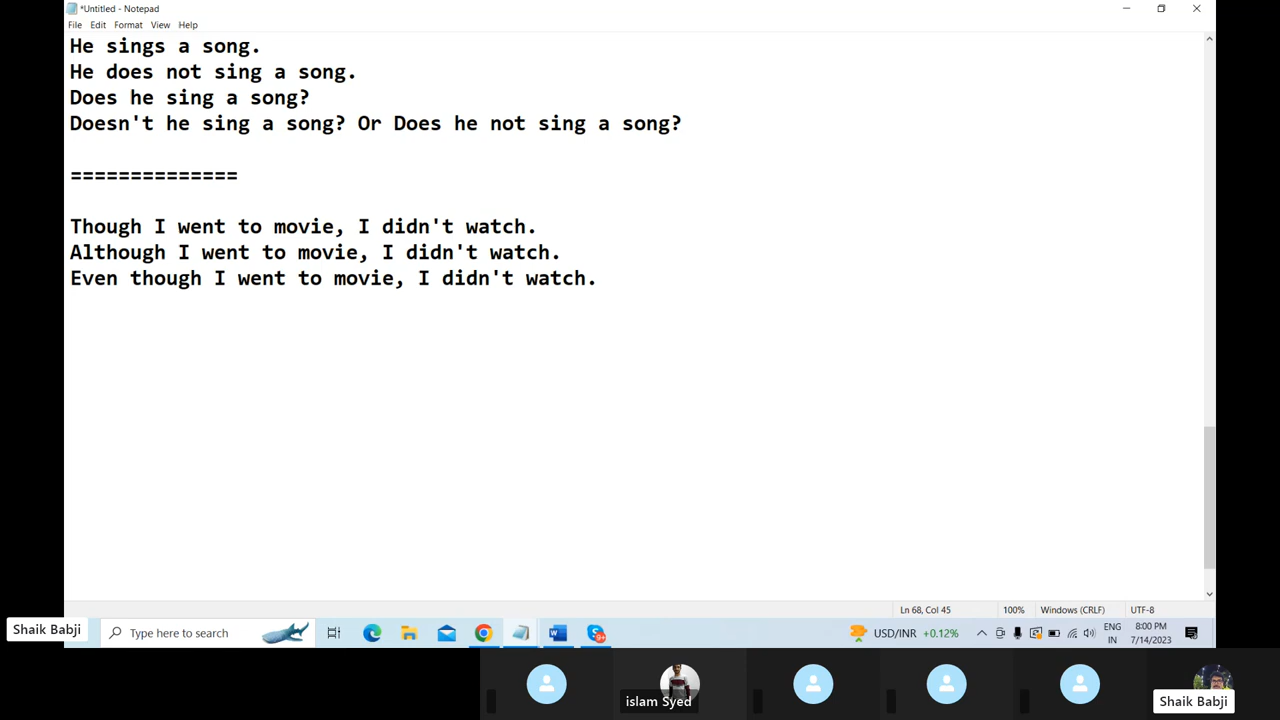 *Untitled - Notepad
File Edit Format View Help
He sings a song.
He does not sing a song.
Does he sing a song?
Doesn't he sing a song? Or Does he not sing a song?
==============
Though I went to movie, I didn't watch.
Although I went to movie, I didn't watch.
Even though I went to movie, I didn't watch.
Ln 68, Col 45 100% Windows (CRLF) UTF-8
Shaik Babji
Type here to search
USD/INR +0.12%
ENG
IN
8:00 PM
7/14/2023
islam Syed
Shaik Babji